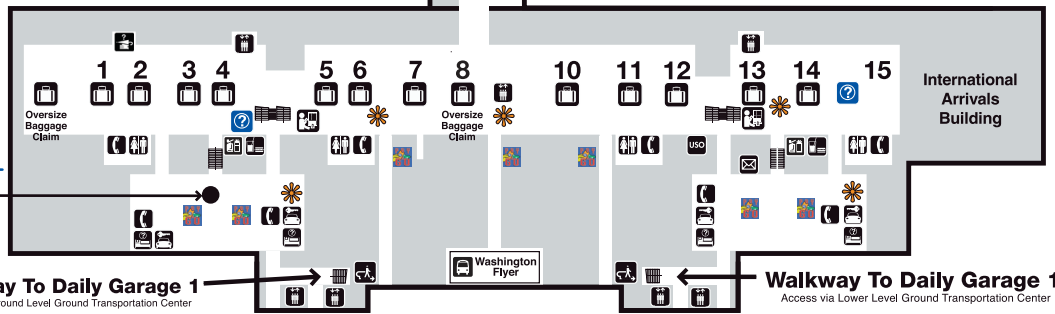 1 2 3 4 5 6 7 8 10 11 12 13 14 15
Oversize
Baggage
Claim
Oversize
Baggage
Claim
International
Arrivals
Building
?
?
?
USO
?
?
?
Washington
Flyer
To Daily Garage 1
Level Ground Transportation Center
Walkway To Daily Garage 1
Access via Lower Level Ground Transportation Center